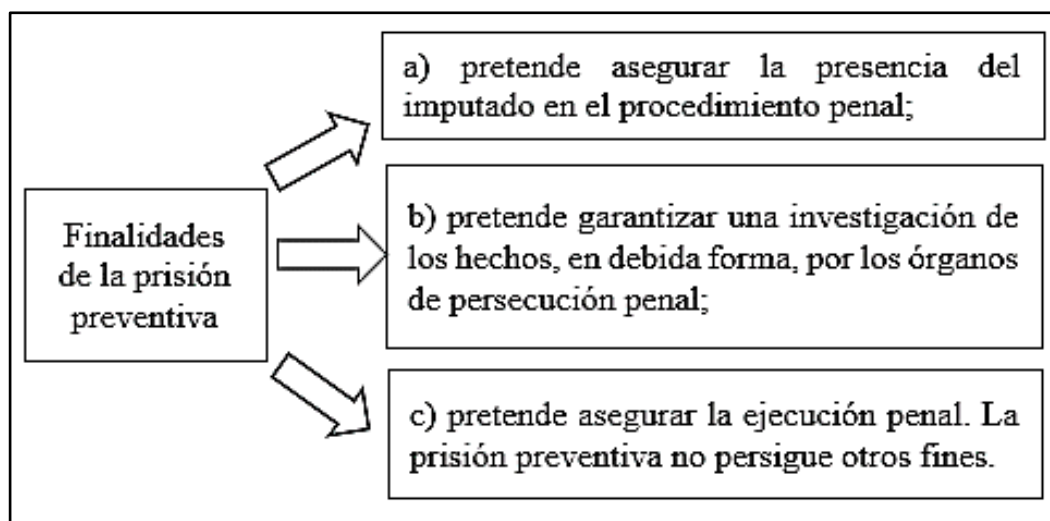 Finalidades
de la prisión
preventiva
a) pretende asegurar la presencia del
imputado en el procedimiento penal;
b) pretende garantizar una investigación de
los hechos, en debida forma, por los órganos
de persecución penal;
c) pretende asegurar la ejecución penal. La
prisión preventiva no persigue otros fines.